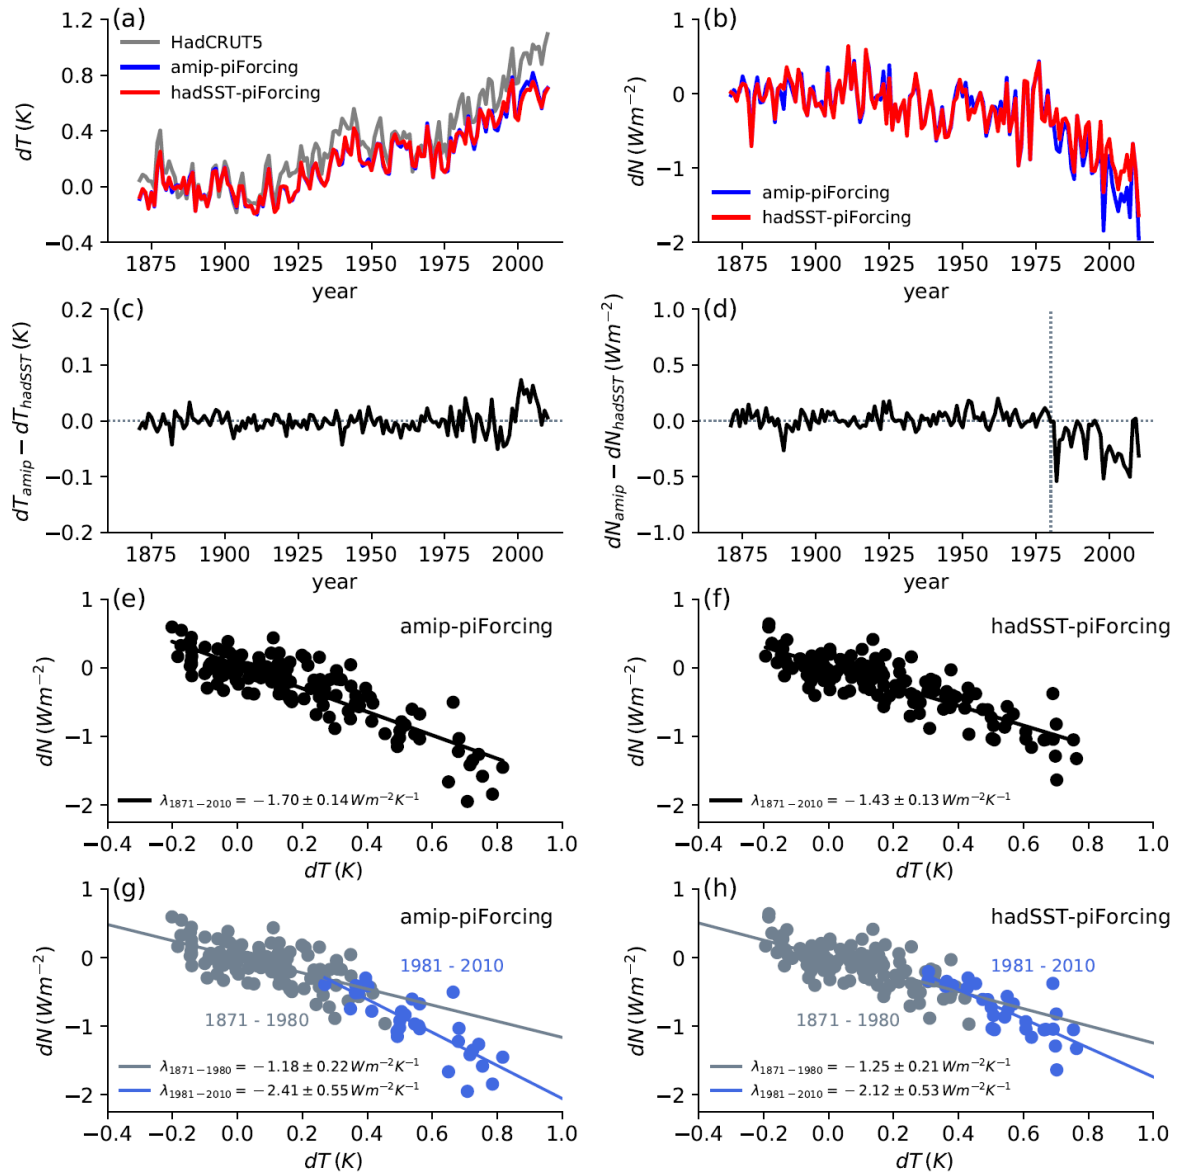 (a)
1.2
0.8
0.4
0.0
−0.4
dT (K)
HadCRUT5
amip-piForcing
hadSST-piForcing
1875 1900 1925 1950 1975 2000
year
(b)
1
0
−1
−2
dN (Wm−2)
amip-piForcing
hadSST-piForcing
1875 1900 1925 1950 1975 2000
year
(c)
0.2
0.1
0.0
−0.1
−0.2
dTamip − dThadSST (K)
1875 1900 1925 1950 1975 2000
year
(d)
1.0
0.5
0.0
−0.5
−1.0
dNamip − dNhadSST (Wm−2)
1875 1900 1925 1950 1975 2000
year
(e)
amip-piForcing
1
0
−1
−2
dN (Wm−2)
λ1871−2010 = −1.70 ± 0.14 Wm−2K−1
−0.4 −0.2 0.0 0.2 0.4 0.6 0.8 1.0
dT (K)
(f)
hadSST-piForcing
1
0
−1
−2
dN (Wm−2)
λ1871−2010 = −1.43 ± 0.13 Wm−2K−1
−0.4 −0.2 0.0 0.2 0.4 0.6 0.8 1.0
dT (K)
(g)
amip-piForcing
1
0
−1
−2
dN (Wm−2)
1981 - 2010
1871 - 1980
λ1871−1980 = −1.18 ± 0.22 Wm−2K−1
λ1981−2010 = −2.41 ± 0.55 Wm−2K−1
−0.4 −0.2 0.0 0.2 0.4 0.6 0.8 1.0
dT (K)
(h)
hadSST-piForcing
1
0
−1
−2
dN (Wm−2)
1981 - 2010
1871 - 1980
λ1871−1980 = −1.25 ± 0.21 Wm−2K−1
λ1981−2010 = −2.12 ± 0.53 Wm−2K−1
−0.4 −0.2 0.0 0.2 0.4 0.6 0.8 1.0
dT (K)